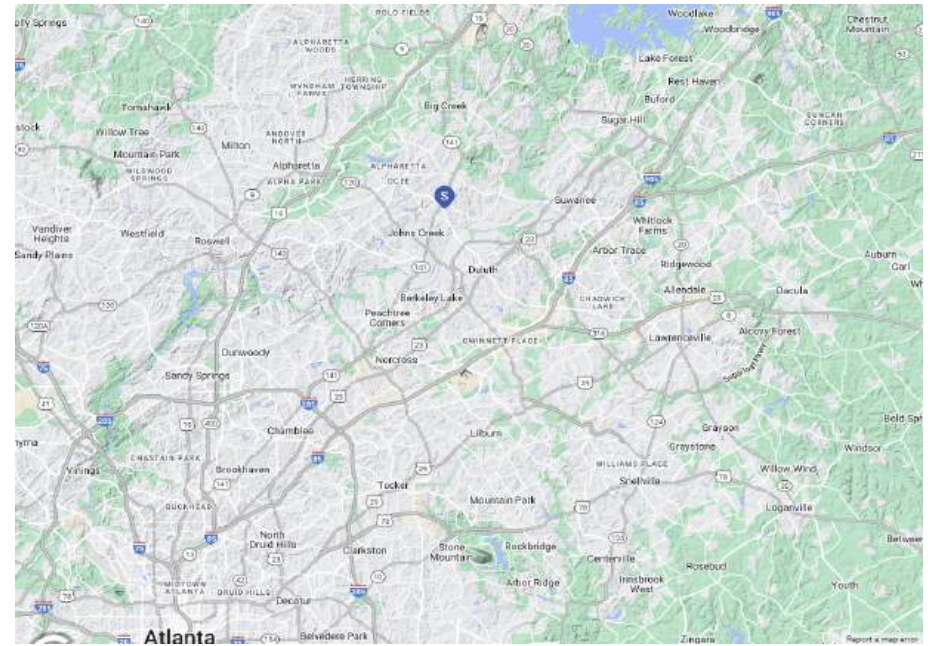 Woodlake
Chestnut
Mountain
Woodbridge
POLO FIELDS
ALPHARETTA
WOODS
Lake Forest
Rest Haven
HERRING
TOWNSHIP
WYNDHAM
FARMS
Buford
Tomahawk
Big Creek
Sugar Hill
DUNCAN
CORNERS
Willow Tree
ANDOVER
NORTH
Milton
Mountain Park
WILDWOOD
SPRINGS
Alpharetta
ALPHARETTA
OCEE
ALPHA PARK
S
Suwanee
Whitlock
Farms
Vandiver
Heights
Westfield
Roswell
Johns Creek
Sandy Plains
Arbor Trace
Ridgewood
Auburn
Carl
Duluth
Berkeley Lake
CHADWICK
LAKE
Allendale
Dacula
Peachtree
Corners
GWINNETT PLACE
Lawrenceville
Alcovy Forest
Dunwoody
Norcross
Sugarloaf Pkwy
Sandy Springs
Chamblee
Lilburn
Grayson
Graystone
Windsor
CHASTAIN PARK
Vinings
Brookhaven
WILLIAMS PLACE
Willow Wind
Snellville
Tucker
Mountain Park
Loganville
BUCKHEAD
North
Druid Hills
Clarkston
Stone
Mountain
Rockbridge
Centerville
Rosebud
Innsbrook
West
Arbor Ridge
Youth
MIDTOWN
ATLANTA
DRUID HILLS
Decatur
Atlanta
Belvedere Park
Zingara
Report a map error